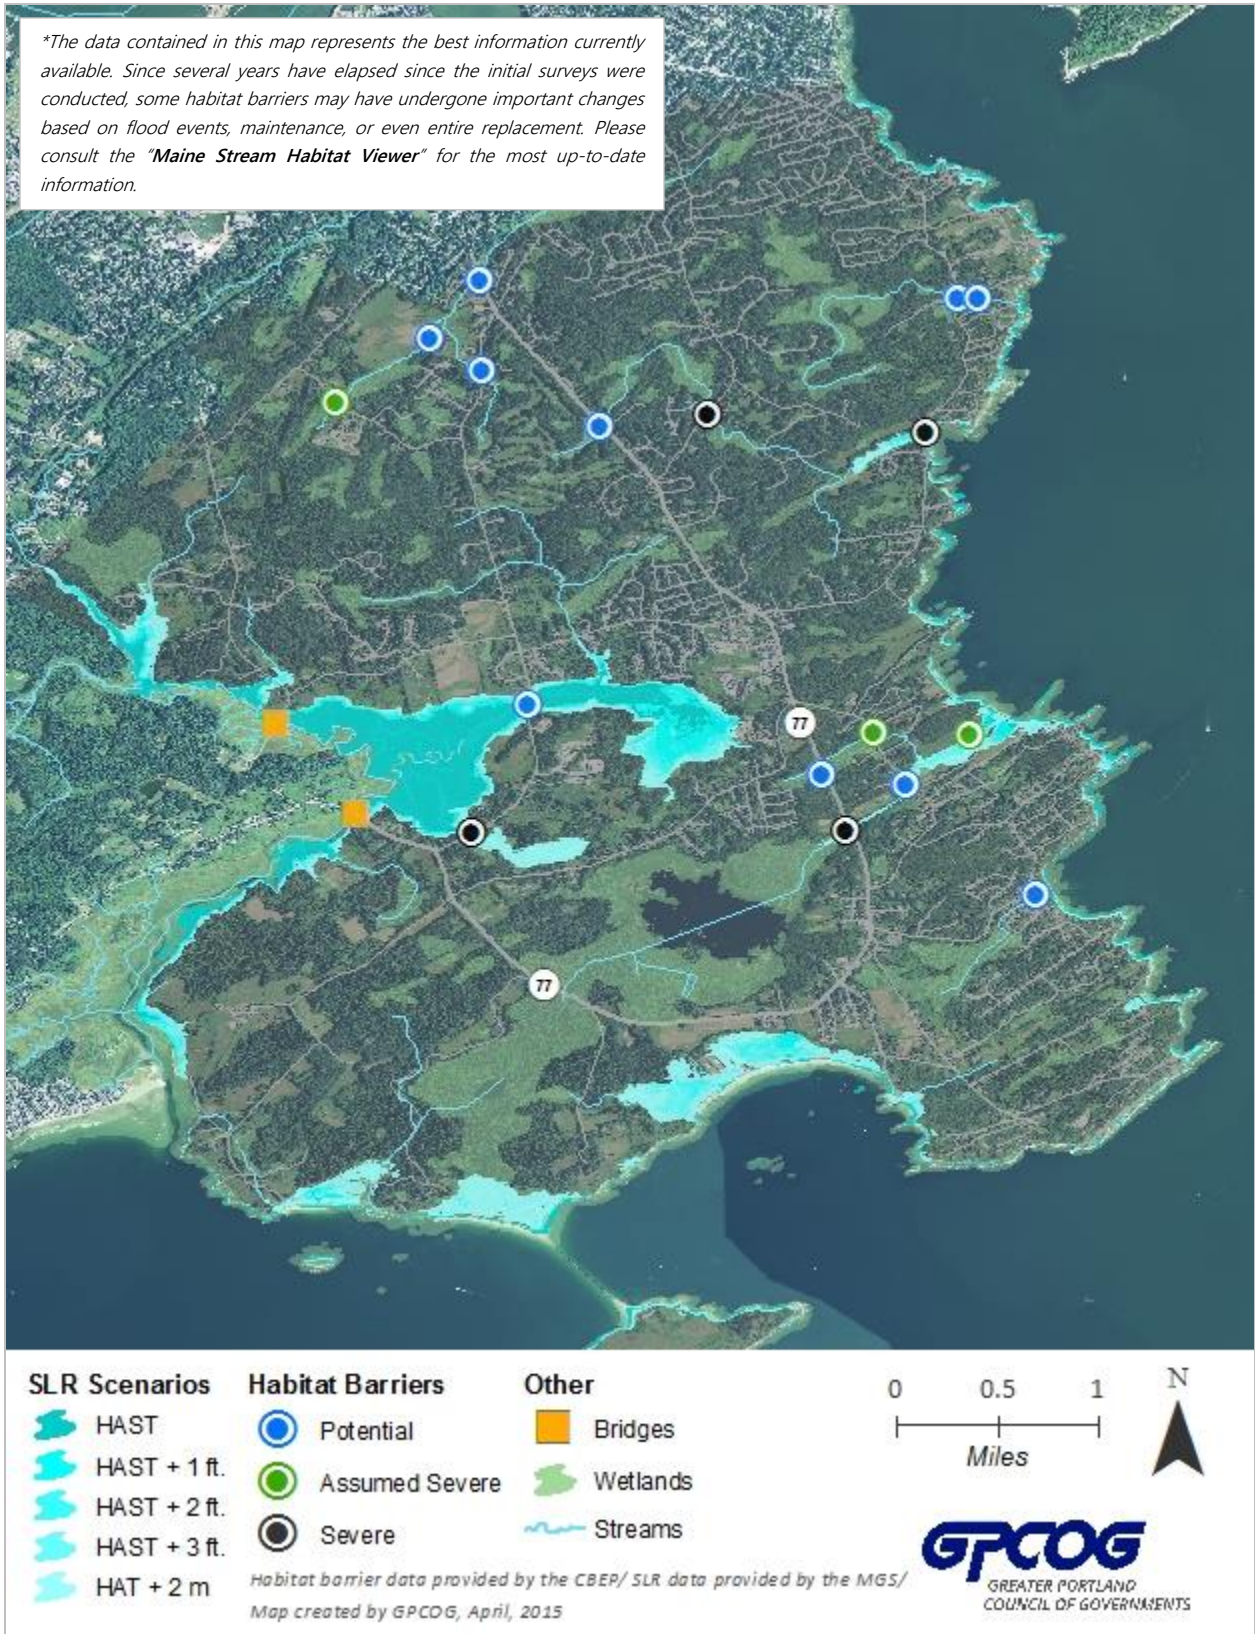 *The data contained in this map represents the best information currently
available. Since several years have elapsed since the initial surveys were
conducted, some habitat barriers may have undergone important changes
based on flood events, maintenance, or even entire replacement. Please
consult the “Maine Stream Habitat Viewer” for the most up-to-date
information.
77
77
SLR Scenarios
HAST
HAST + 1 ft.
HAST + 2 ft.
HAST + 3 ft.
HAT + 2 m
Habitat Barriers
Potential
Assumed Severe
Severe
Other
Bridges
Wetlands
Streams
0 0.5 1
Miles
N
Habitat barrier data provided by the CBEP/ SLR data provided by the MGS/
Map created by GPCOG, April, 2015
GPCOG
GREATER PORTLAND
COUNCIL OF GOVERNMENTS